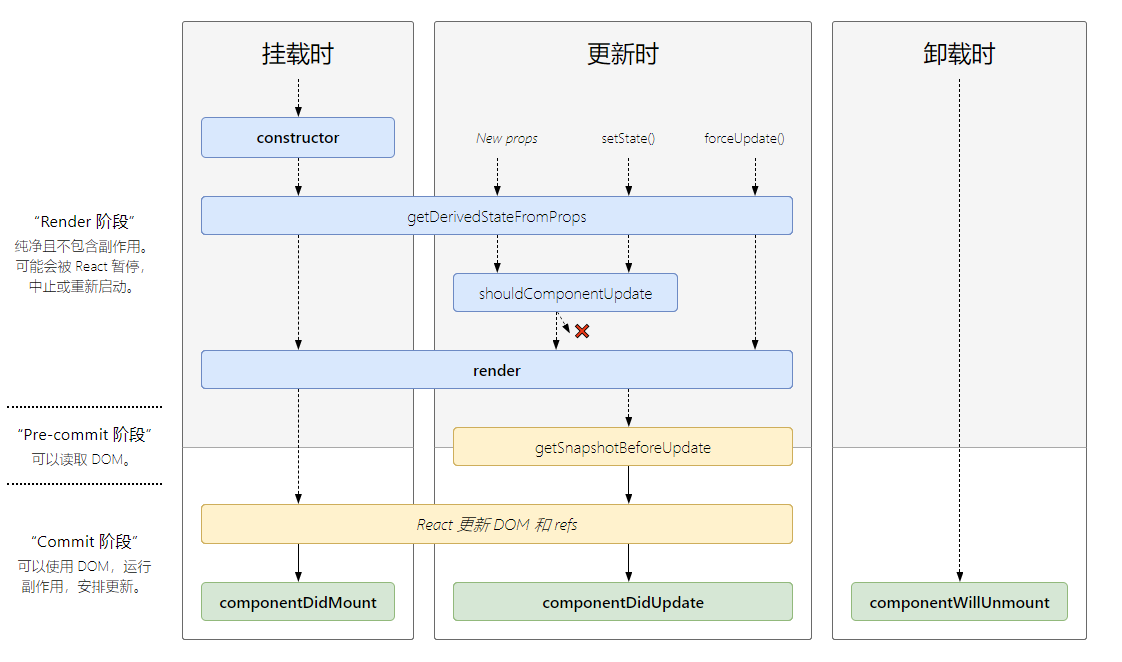 挂载时
更新时
卸载时
constructor
New props
setState()
forceUpdate()
getDerivedStateFromProps
“Render 阶段”
纯净且不包含副作用。
可能会被 React 暂停，
中止或重新启动。
shouldComponentUpdate
render
“Pre-commit 阶段”
可以读取 DOM。
getSnapshotBeforeUpdate
React 更新 DOM 和 refs
“Commit 阶段”
可以使用 DOM，运行
副作用，安排更新。
componentDidMount
componentDidUpdate
componentWillUnmount